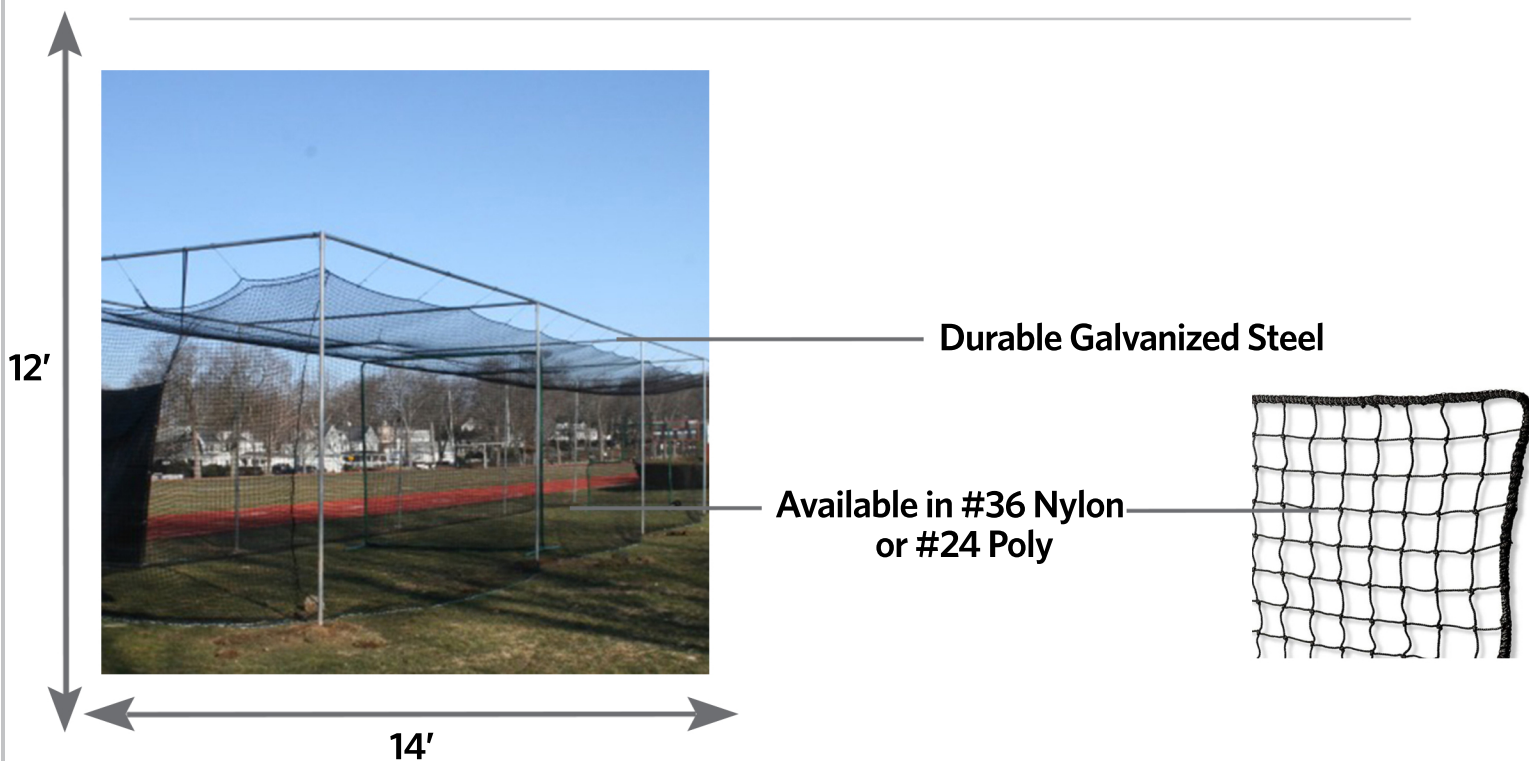 12′
Durable Galvanized Steel
Available in #36 Nylon
or #24 Poly
14′